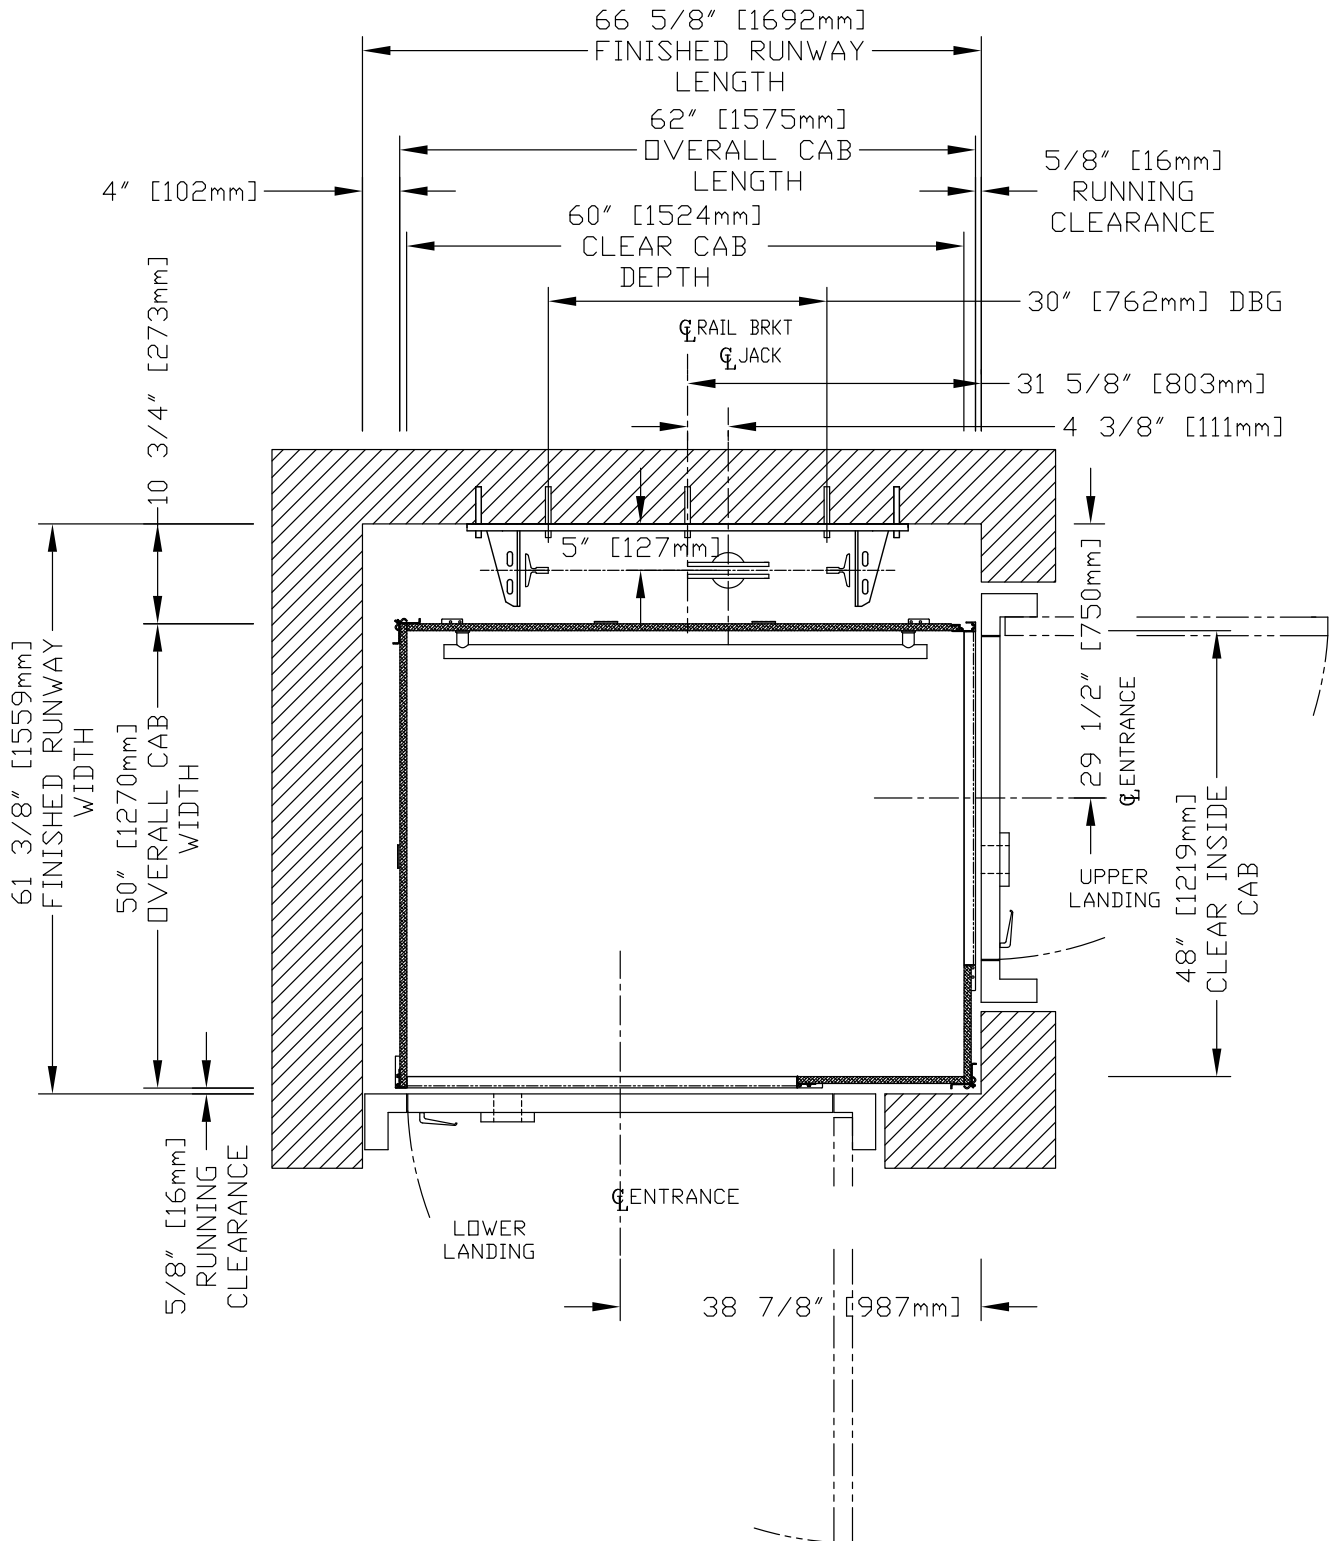 66 5/8" [1692mm]
FINISHED RUNWAY
LENGTH
62" [1575mm]
OVERALL CAB
LENGTH
4" [102mm]
5/8" [16mm]
RUNNING
CLEARANCE
60" [1524mm]
CLEAR CAB
DEPTH
30" [762mm] DBG
℄ RAIL BRKT
℄ JACK
31 5/8" [803mm]
4 3/8" [111mm]
10 3/4" [273mm]
5" [127mm]
29 1/2" [750mm]
℄ ENTRANCE
UPPER
LANDING
48" [1219mm]
CLEAR INSIDE
CAB
61 3/8" [1559mm]
FINISHED RUNWAY
WIDTH
50" [1270mm]
OVERALL CAB
WIDTH
5/8" [16mm]
RUNNING
CLEARANCE
℄ ENTRANCE
LOWER
LANDING
38 7/8" [987mm]